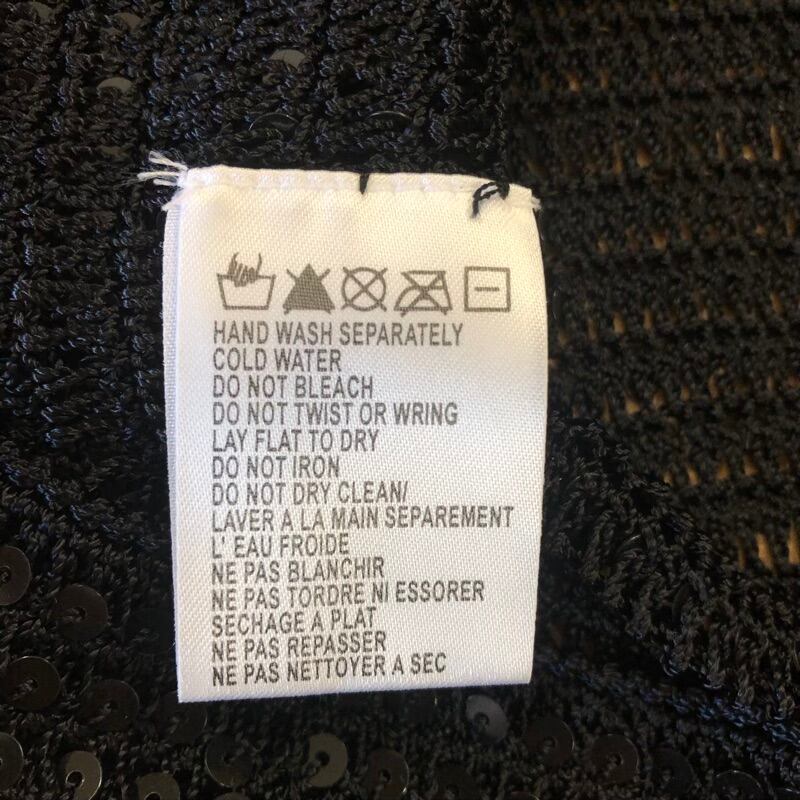 HAND WASH SEPARATELY
COLD WATER
DO NOT BLEACH
DO NOT TWIST OR WRING
LAY FLAT TO DRY
DO NOT IRON
DO NOT DRY CLEAN/
LAVER A LA MAIN SEPAREMENT
L' EAU FROIDE
NE PAS BLANCHIR
NE PAS TORDRE NI ESSORER
SECHAGE A PLAT
NE PAS REPASSER
NE PAS NETTOYER A SEC